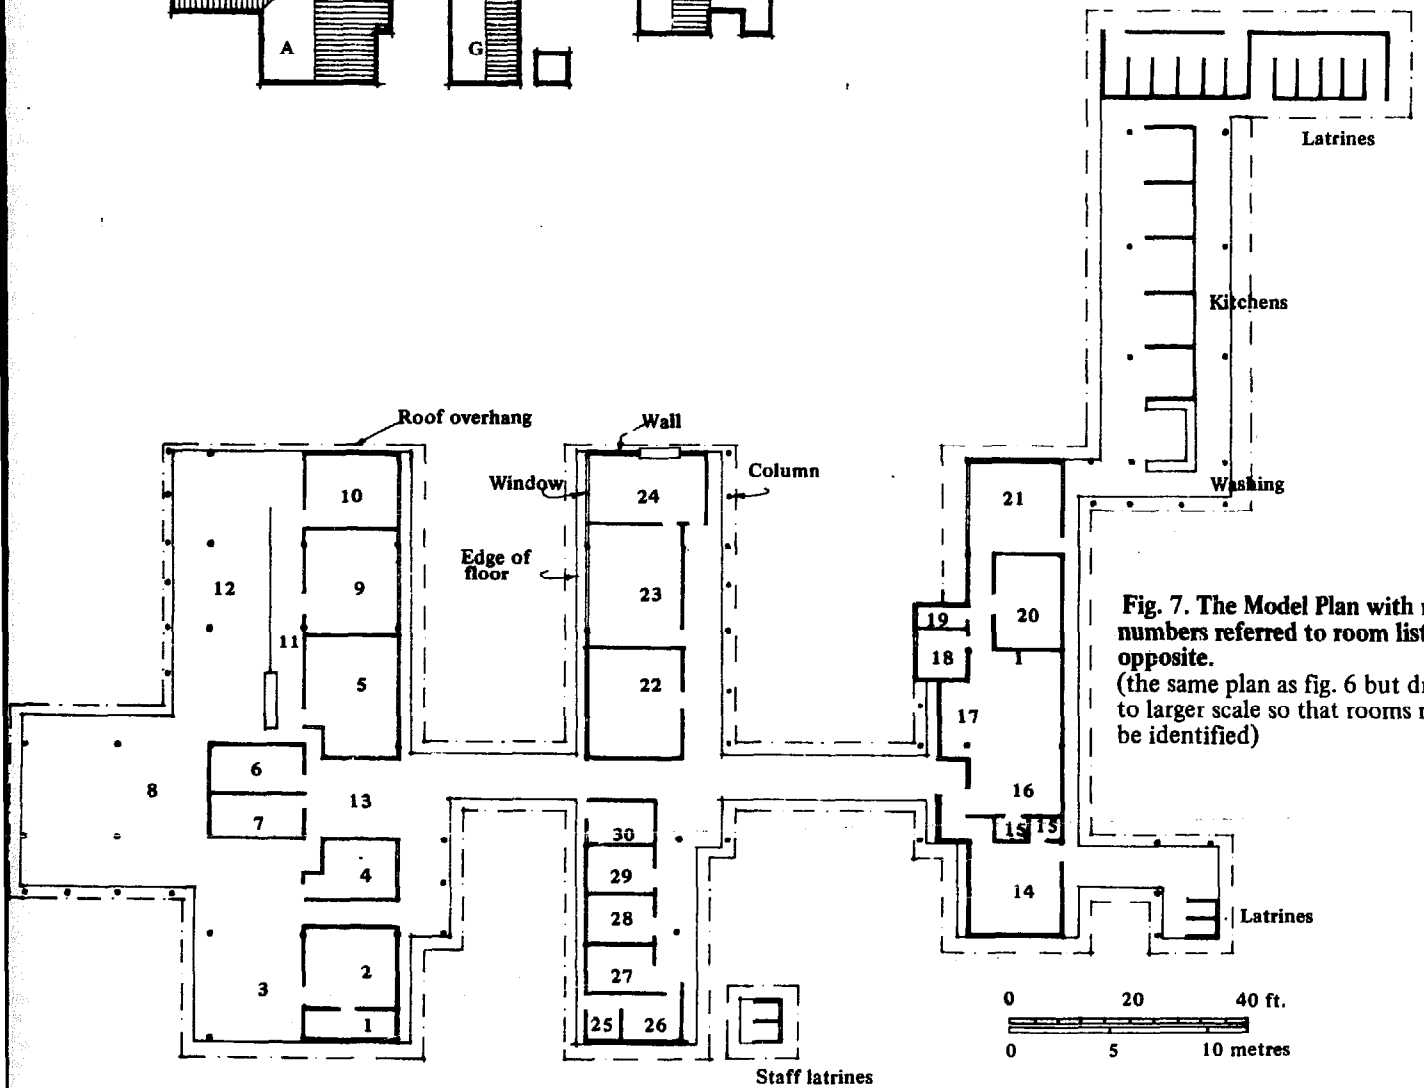 A
G
Latrines
Kitchens
Washing
Roof overhang
Wall
Window
Column
Edge of
floor
10
9
12
11
5
6
7
8
13
4
3
2
1
24
23
22
30
29
28
27
25
26
21
20
19
18
1
17
16
15
15
14
Latrines
Staff latrines
Fig. 7. The Model Plan with
numbers referred to room list
opposite.
(the same plan as fig. 6 but
to larger scale so that rooms
be identified)
0 20 40 ft.
0 5 10 metres